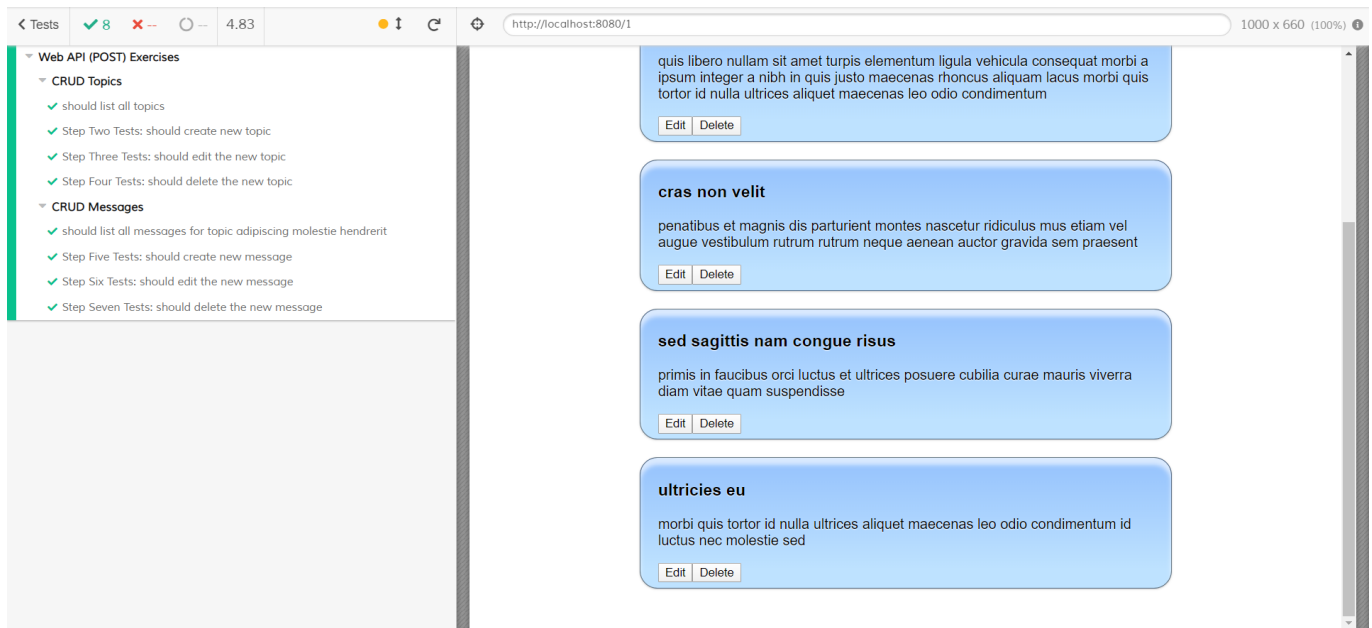 Tests 8 -- -- 4.83
http://localhost:8080/1
1000 x 660 (100%)
Web API (POST) Exercises
CRUD Topics
should list all topics
Step Two Tests: should create new topic
Step Three Tests: should edit the new topic
Step Four Tests: should delete the new topic
CRUD Messages
should list all messages for topic adipiscing molestie hendrerit
Step Five Tests: should create new message
Step Six Tests: should edit the new message
Step Seven Tests: should delete the new message
quis libero nullam sit amet turpis elementum ligula vehicula consequat morbi a
ipsum integer a nibh in quis justo maecenas rhoncus aliquam lacus morbi quis
tortor id nulla ultrices aliquet maecenas leo odio condimentum
Edit Delete
cras non velit
penatibus et magnis dis parturient montes nascetur ridiculus mus etiam vel
augue vestibulum rutrum rutrum neque aenean auctor gravida sem praesent
Edit Delete
sed sagittis nam congue risus
primis in faucibus orci luctus et ultrices posuere cubilia curae mauris viverra
diam vitae quam suspendisse
Edit Delete
ultricies eu
morbi quis tortor id nulla ultrices aliquet maecenas leo odio condimentum id
luctus nec molestie sed
Edit Delete